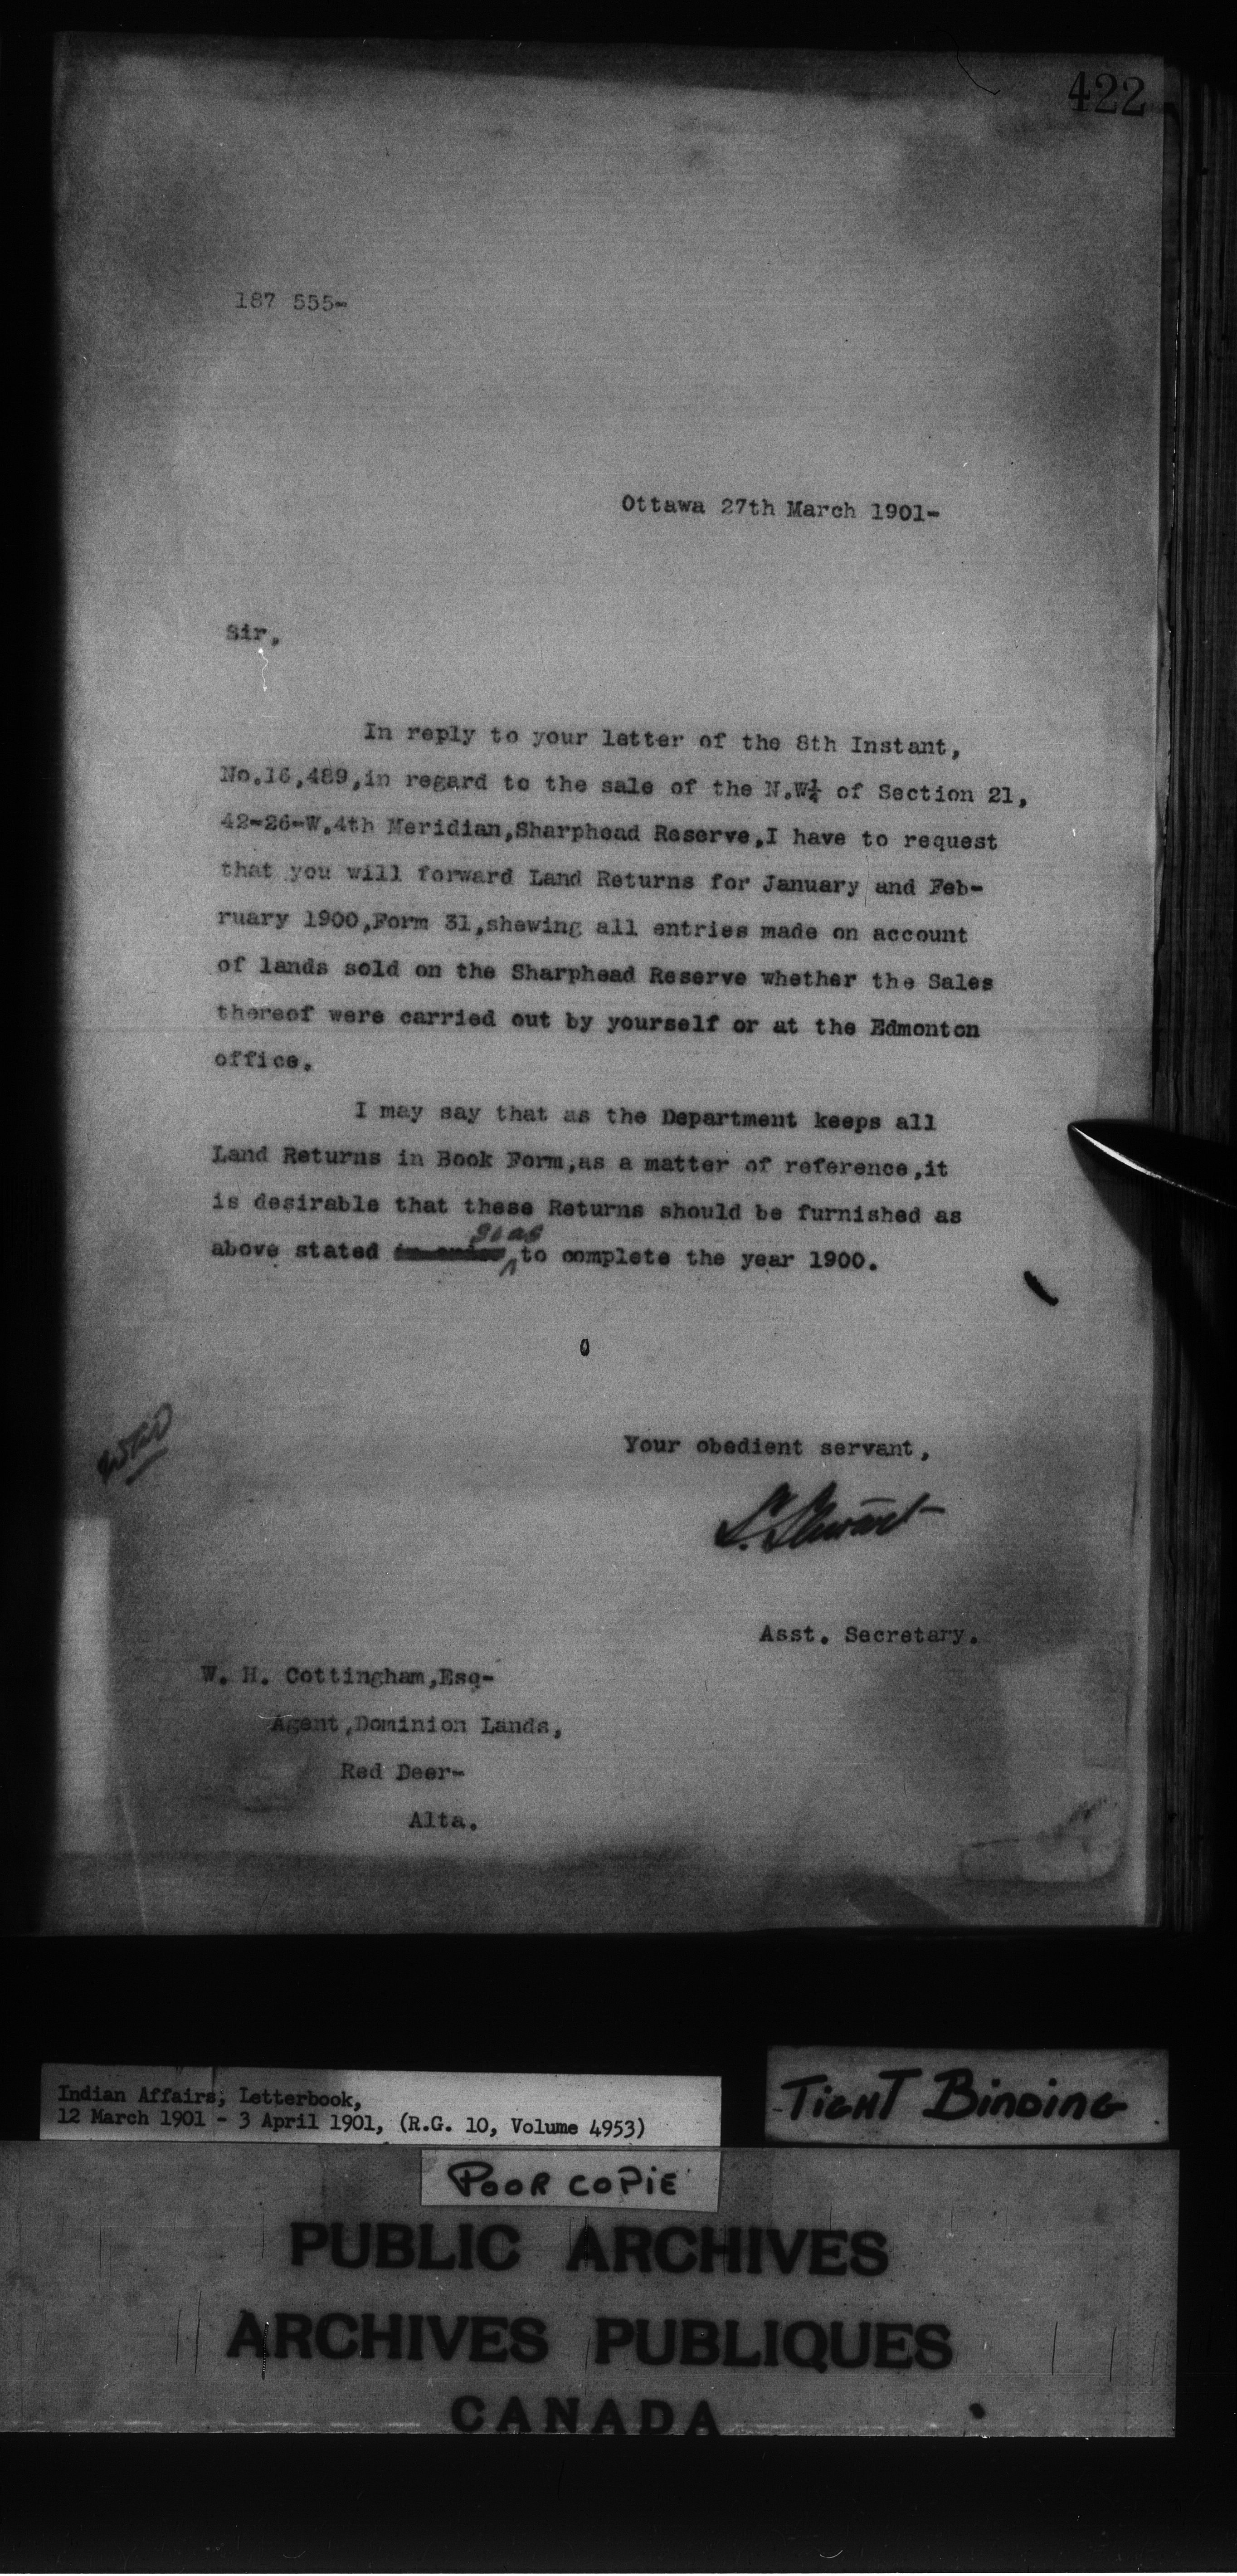 422
187 555-
Ottawa 27th March 1901-
Sir,
In reply to your letter of the 8th Instant,
No.16,489,in regard to the sale of the N.W¼ of Section 21,
42-26-W.4th Meridian,Sharphead Reserve,I have to request
that you will forward Land Returns for January and Feb-
ruary 1900,Form 31,shewing all entries made on account
of lands sold on the Sharphead Reserve whether the Sales
thereof were carried out by yourself or at the Edmonton
office.
I may say that as the Department keeps all
Land Returns in Book Form,as a matter of reference,it
is desirable that these Returns should be furnished as
so as
above stated to complete the year 1900.
Your obedient servant,
S. Stewart
Asst. Secretary.
W. H. Cottingham,Esq-
Agent,Dominion Lands,
Red Deer-
Alta.
Indian Affairs, Letterbook,
12 March 1901 - 3 April 1901, (R.G. 10, Volume 4953)
TIGHT BINDING
POOR COPIE
PUBLIC ARCHIVES
ARCHIVES PUBLIQUES
CANADA